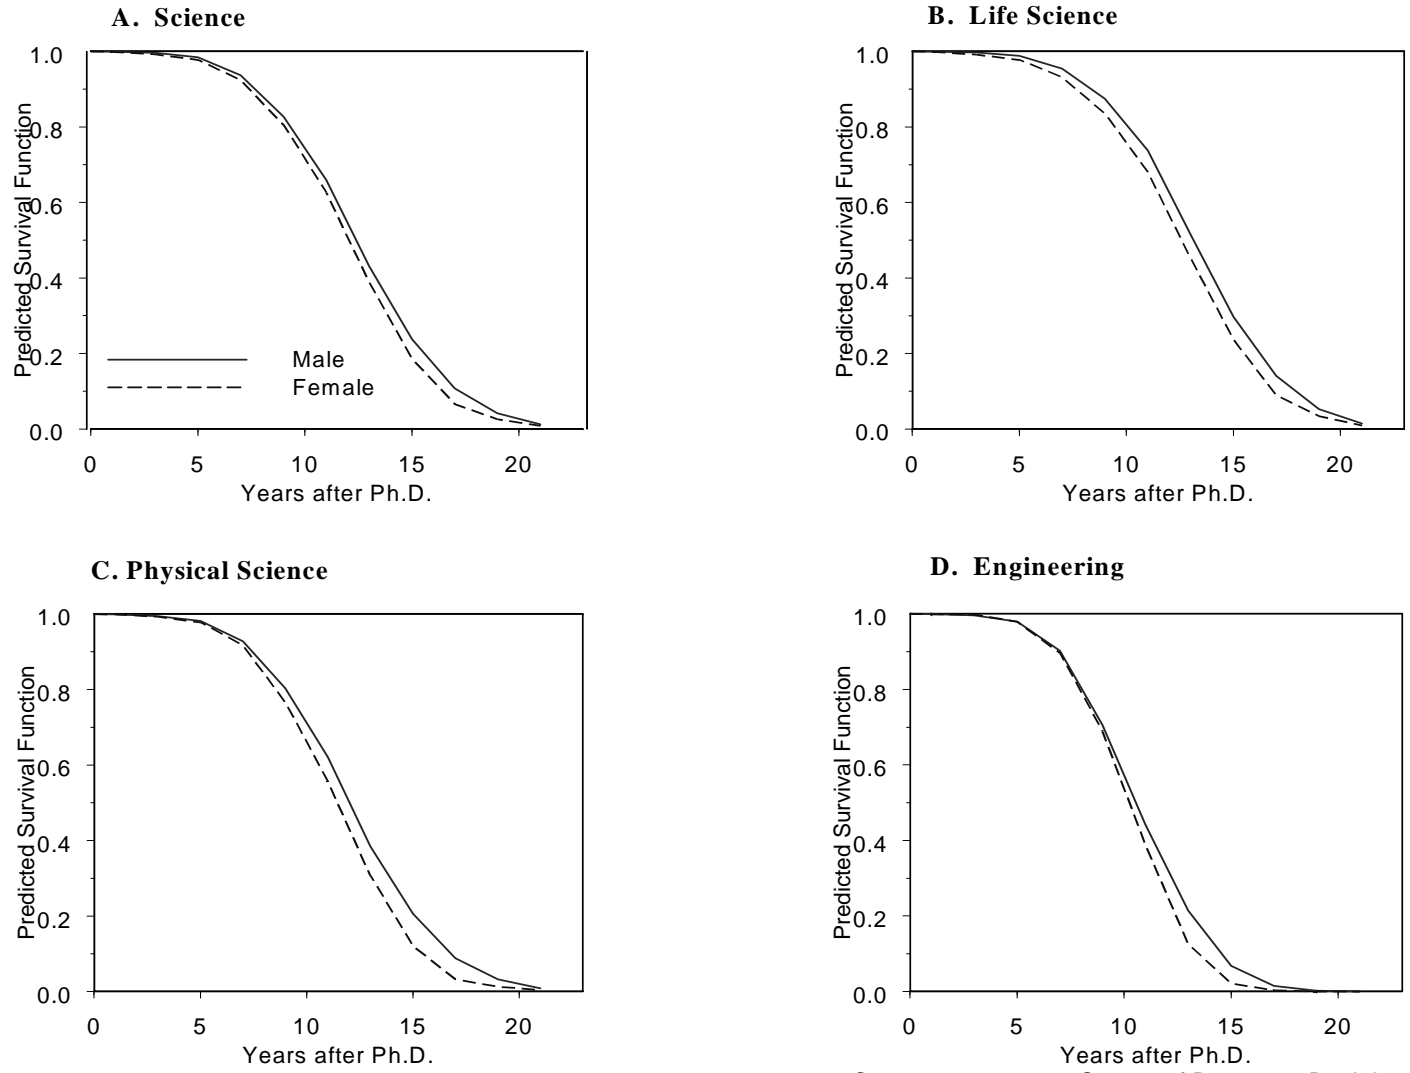 A. Science
1.0
0.8
0.6
0.4
0.2
0.0
Predicted Survival Function
Male
Female
0 5 10 15 20
Years after Ph.D.
B. Life Science
1.0
0.8
0.6
0.4
0.2
0.0
Predicted Survival Function
0 5 10 15 20
Years after Ph.D.
C. Physical Science
1.0
0.8
0.6
0.4
0.2
0.0
Predicted Survival Function
0 5 10 15 20
Years after Ph.D.
D. Engineering
1.0
0.8
0.6
0.4
0.2
0.0
Predicted Survival Function
0 5 10 15 20
Years after Ph.D.